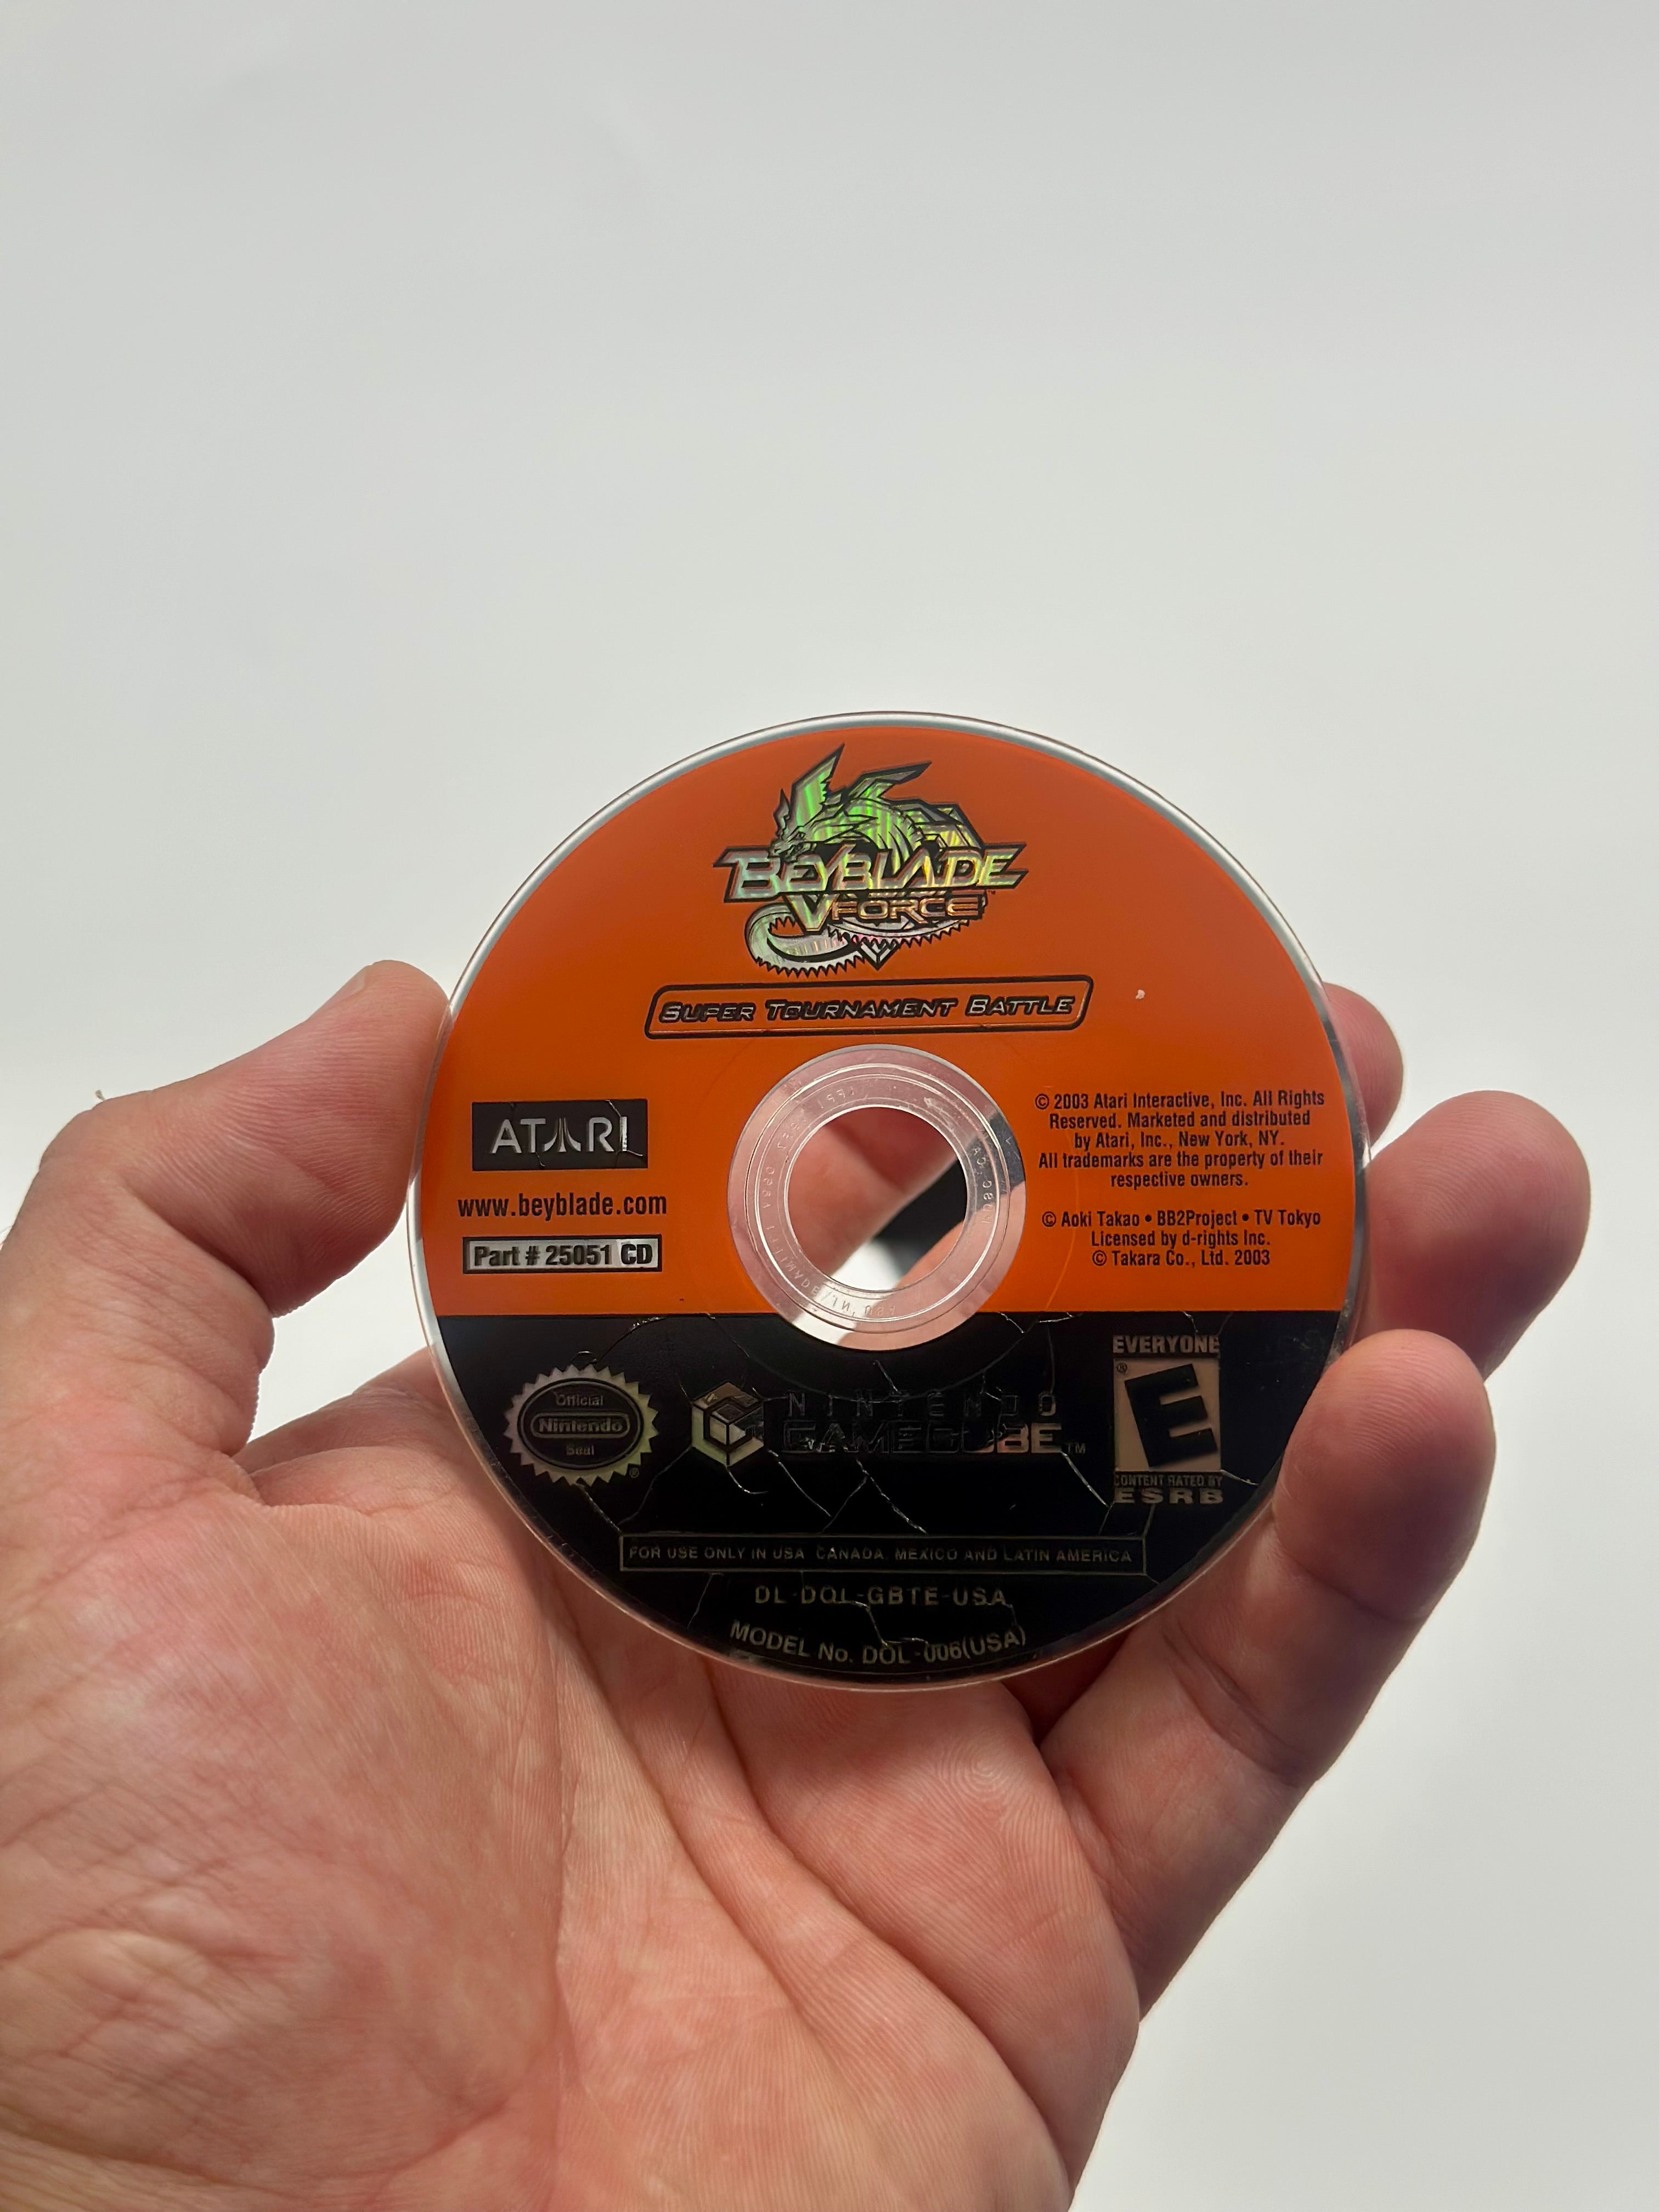 BEYBLADE
VFORCE™
SUPER TOURNAMENT BATTLE
ATARI
www.beyblade.com
Part # 25051 CD
© 2003 Atari Interactive, Inc. All Rights
Reserved. Marketed and distributed
by Atari, Inc., New York, NY.
All trademarks are the property of their
respective owners.
© Aoki Takao • BB2Project • TV Tokyo
Licensed by d-rights Inc.
© Takara Co., Ltd. 2003
Official
Nintendo
Seal
®
NINTENDO
GAMECUBE™
EVERYONE
®
E
CONTENT RATED BY
ESRB
FOR USE ONLY IN USA, CANADA, MEXICO AND LATIN AMERICA
DL-DOL-GBTE-USA
MODEL No. DOL-006(USA)